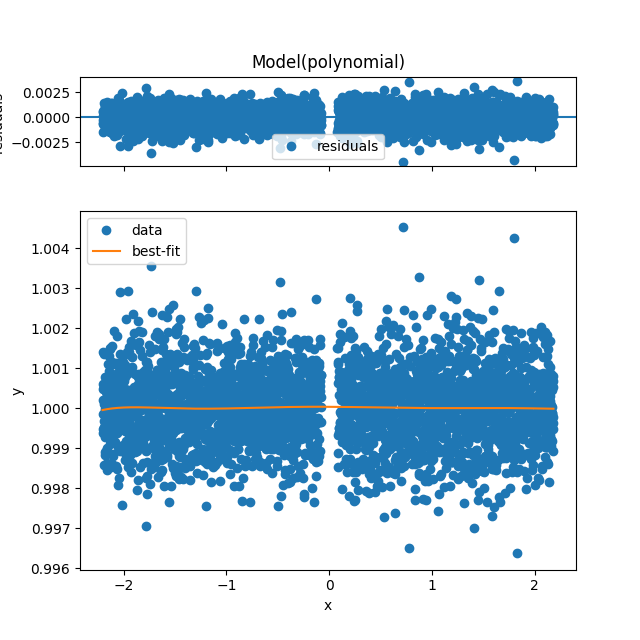 Model(polynomial)
0.0025
0.0000
−0.0025
residuals
residuals
1.004
1.003
1.002
1.001
1.000
0.999
0.998
0.997
0.996
y
data
best-fit
−2
−1
0
1
2
x